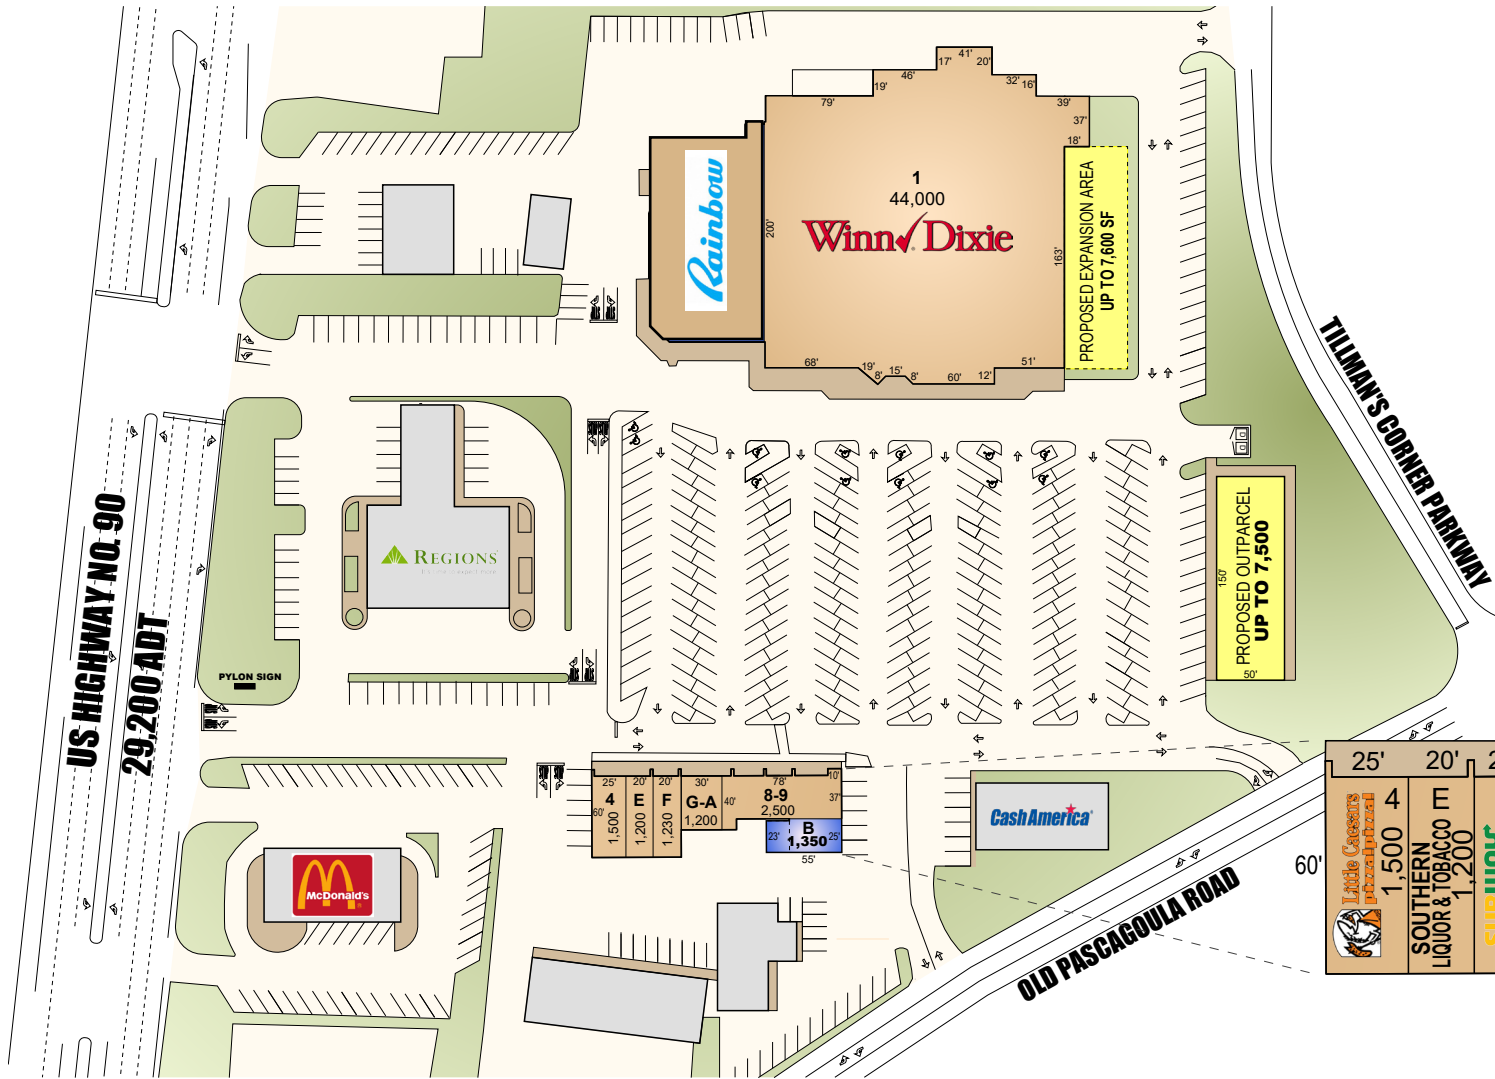 41'
17'
20'
46'
32'
16'
19'
79'
39'
37'
18'
1
44,000
Winn Dixie
Rainbow
200'
163'
PROPOSED EXPANSION AREA
UP TO 7,600 SF
68'
19'
8'
15'
8'
60'
12'
51'
TILLMAN'S CORNER PARKWAY
US HIGHWAY NO. 90
29,200 ADT
REGIONS
PROPOSED OUTPARCEL
UP TO 7,500
150'
50'
PYLON SIGN
25'
20'
20'
30'
78'
10'
4
E
F
G-A
8-9
60'
40'
37'
1,500
1,200
1,230
1,200
2,500
B
1,350
23'
25'
55'
Cash America
McDonald's
OLD PASCAGOULA ROAD
25'
20'
2
60'
Little Caesars
pizza!pizza!
4
1,500
E
SOUTHERN
LIQUOR & TOBACCO
1,200